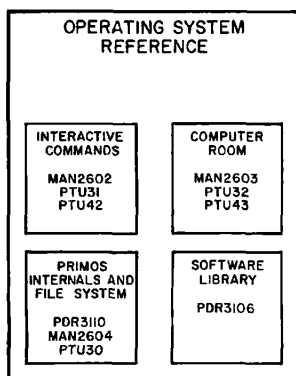 OPERATING SYSTEM
REFERENCE
INTERACTIVE
COMMANDS
MAN2602
PTU31
PTU42
COMPUTER
ROOM
MAN2603
PTU32
PTU43
PRIMOS
INTERNALS AND
FILE SYSTEM
PDR3110
MAN2604
PTU30
SOFTWARE
LIBRARY
PDR3106